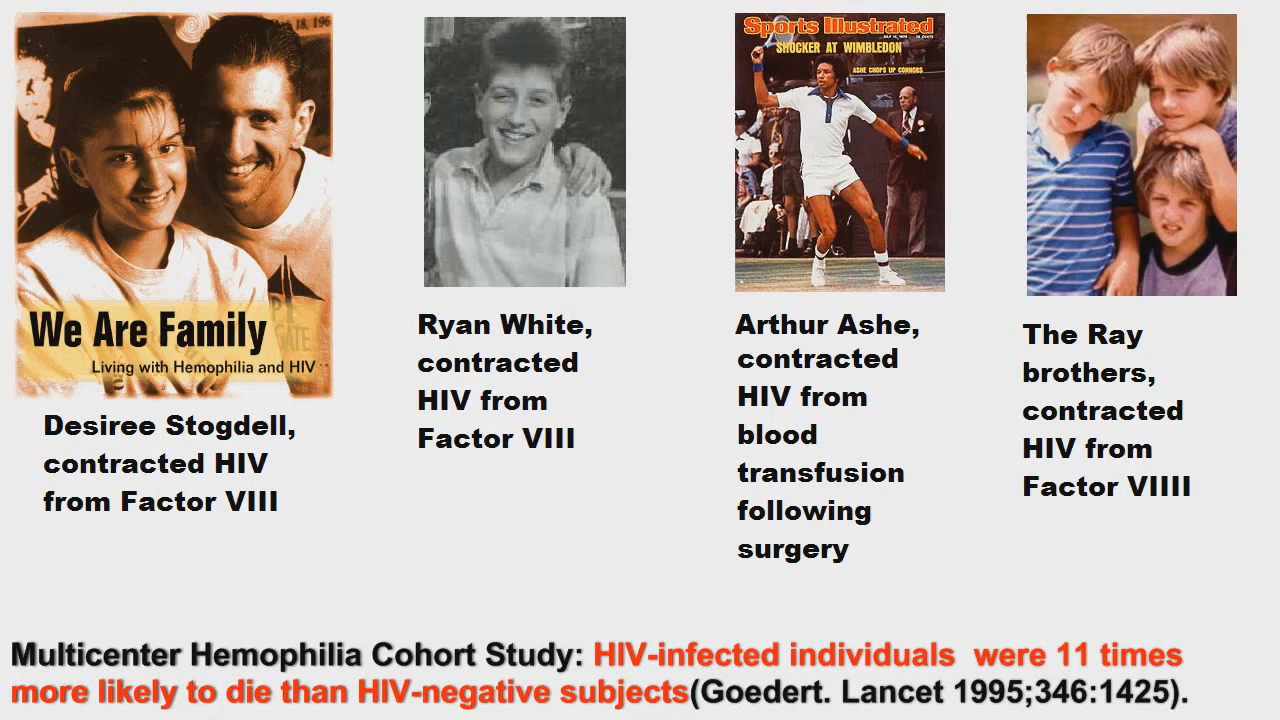 18, 196
We Are Family
Living with Hemophilia and HIV
Desiree Stogdell,
contracted HIV
from Factor VIII
Ryan White,
contracted
HIV from
Factor VIII
Sports Illustrated
SHOCKER AT WIMBLEDON
ASHE CHOPS UP CONNORS
Arthur Ashe,
contracted
HIV from
blood
transfusion
following
surgery
The Ray
brothers,
contracted
HIV from
Factor VIIII
Multicenter Hemophilia Cohort Study: HIV-infected individuals were 11 times
more likely to die than HIV-negative subjects(Goedert. Lancet 1995;346:1425).